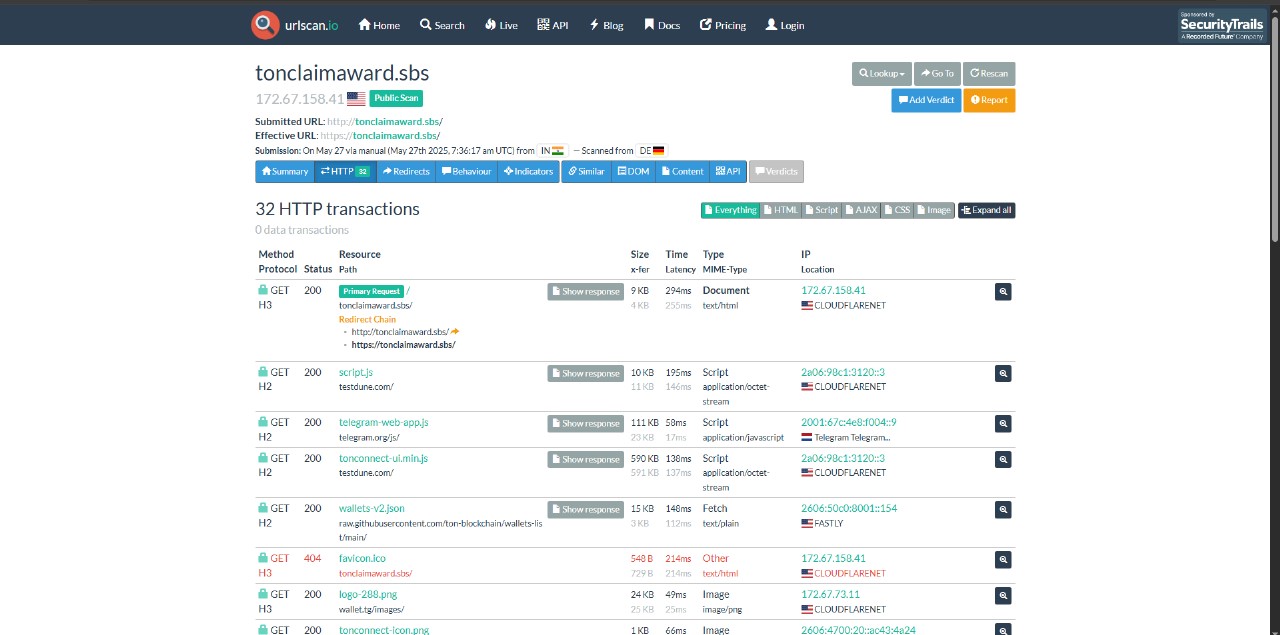 urlscan.io Home Search Live API Blog Docs Pricing Login
Sponsored by
SecurityTrails
A Recorded Future Company
tonclaimaward.sbs
Lookup Go To Rescan
172.67.158.41 Public Scan
Add Verdict Report
Submitted URL: http://tonclaimaward.sbs/
Effective URL: https://tonclaimaward.sbs/
Submission: On May 27 via manual (May 27th 2025, 7:36:17 am UTC) from IN — Scanned from DE
Summary HTTP 32 Redirects Behaviour Indicators Similar DOM Content API Verdicts
32 HTTP transactions
Everything HTML Script AJAX CSS Image Expand all
0 data transactions
Method Resource Size Time Type IP
Protocol Status Path x-fer Latency MIME-Type Location
GET 200 Primary Request / Show response 9 KB 294ms Document 172.67.158.41
H3 tonclaimaward.sbs/ 4 KB 255ms text/html CLOUDFLARENET
Redirect Chain
- http://tonclaimaward.sbs/
- https://tonclaimaward.sbs/
GET 200 script.js Show response 10 KB 195ms Script 2a06:98c1:3120::3
H2 testdune.com/ 11 KB 146ms application/octet- CLOUDFLARENET
stream
GET 200 telegram-web-app.js Show response 111 KB 58ms Script 2001:67c:4e8:f004::9
H2 telegram.org/js/ 23 KB 17ms application/javascript Telegram Telegram...
GET 200 tonconnect-ui.min.js Show response 590 KB 138ms Script 2a06:98c1:3120::3
H2 testdune.com/ 591 KB 137ms application/octet- CLOUDFLARENET
stream
GET 200 wallets-v2.json Show response 15 KB 148ms Fetch 2606:50c0:8001::154
H2 raw.githubusercontent.com/ton-blockchain/wallets-lis 3 KB 112ms text/plain FASTLY
t/main/
GET 404 favicon.ico 548 B 214ms Other 172.67.158.41
H3 tonclaimaward.sbs/ 729 B 214ms text/html CLOUDFLARENET
GET 200 logo-288.png 24 KB 49ms Image 172.67.73.11
H3 wallet.tg/images/ 25 KB 25ms image/png CLOUDFLARENET
GET 200 tonconnect-icon.png 1 KB 66ms Image 2606:4700:20::ac43:4a24